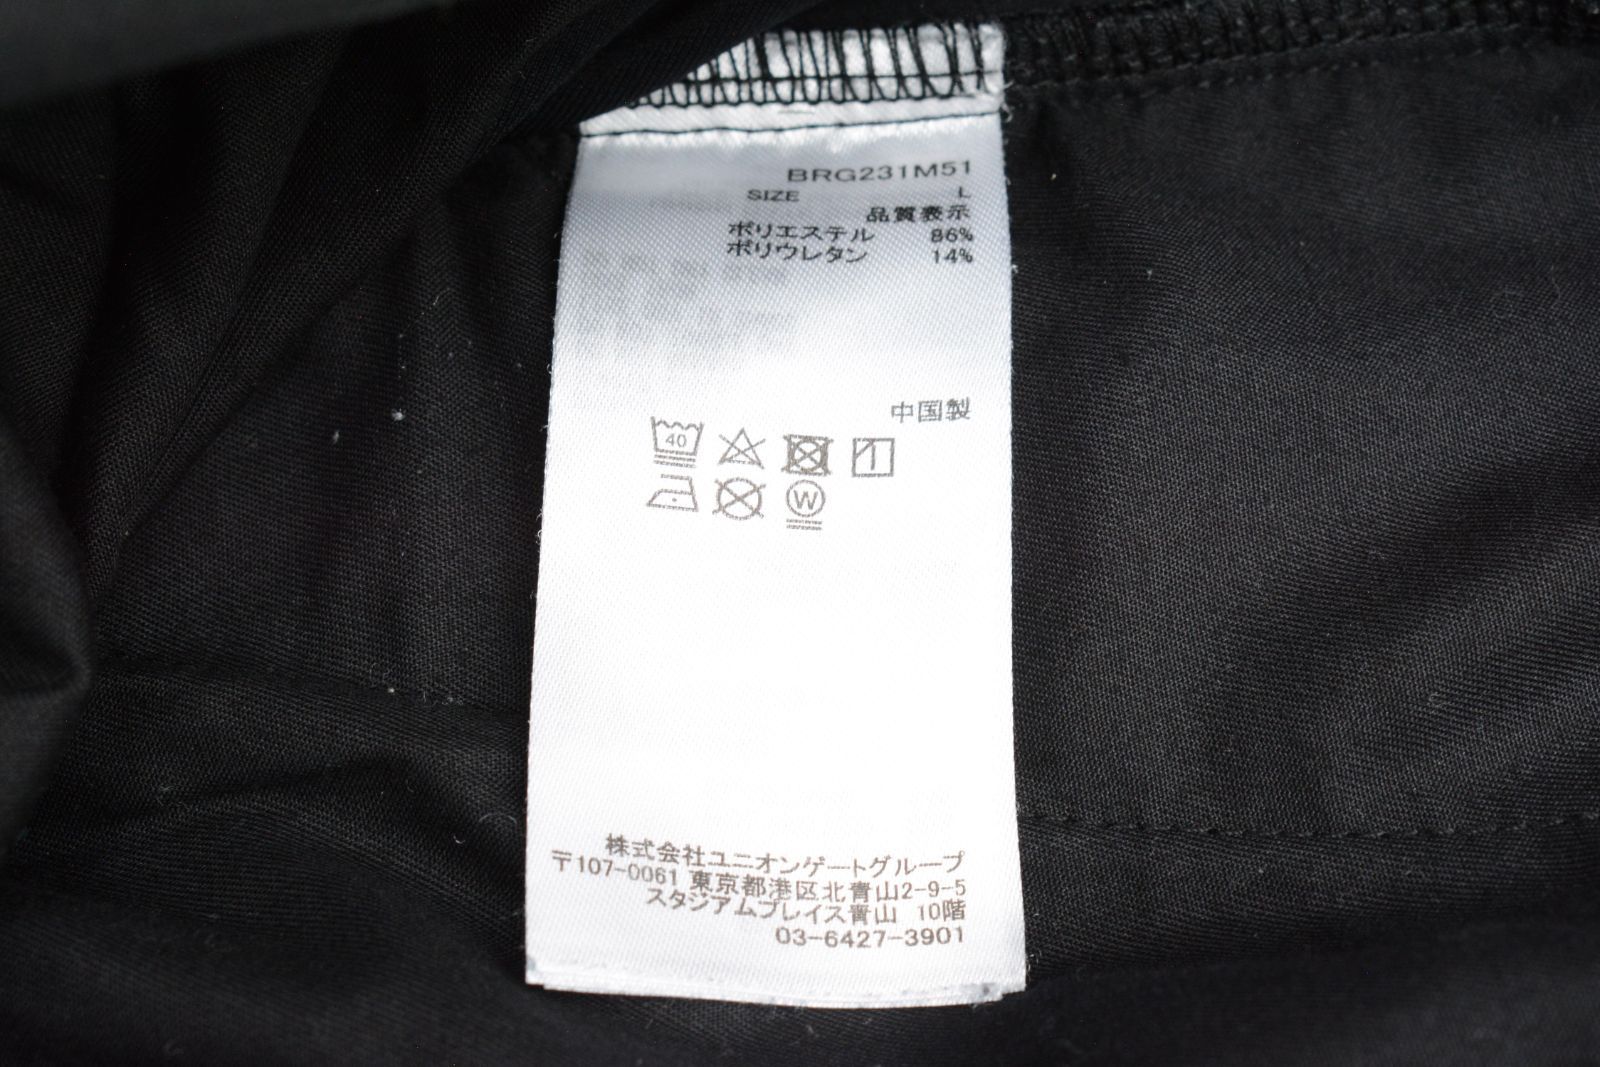 BRG231M51
SIZE L
品質表示
ポリエステル 86%
ポリウレタン 14%
中国製
40
W
株式会社ユニオンゲートグループ
〒107-0061 東京都港区北青山2-9-5
スタジアムプレイス青山 10階
03-6427-3901